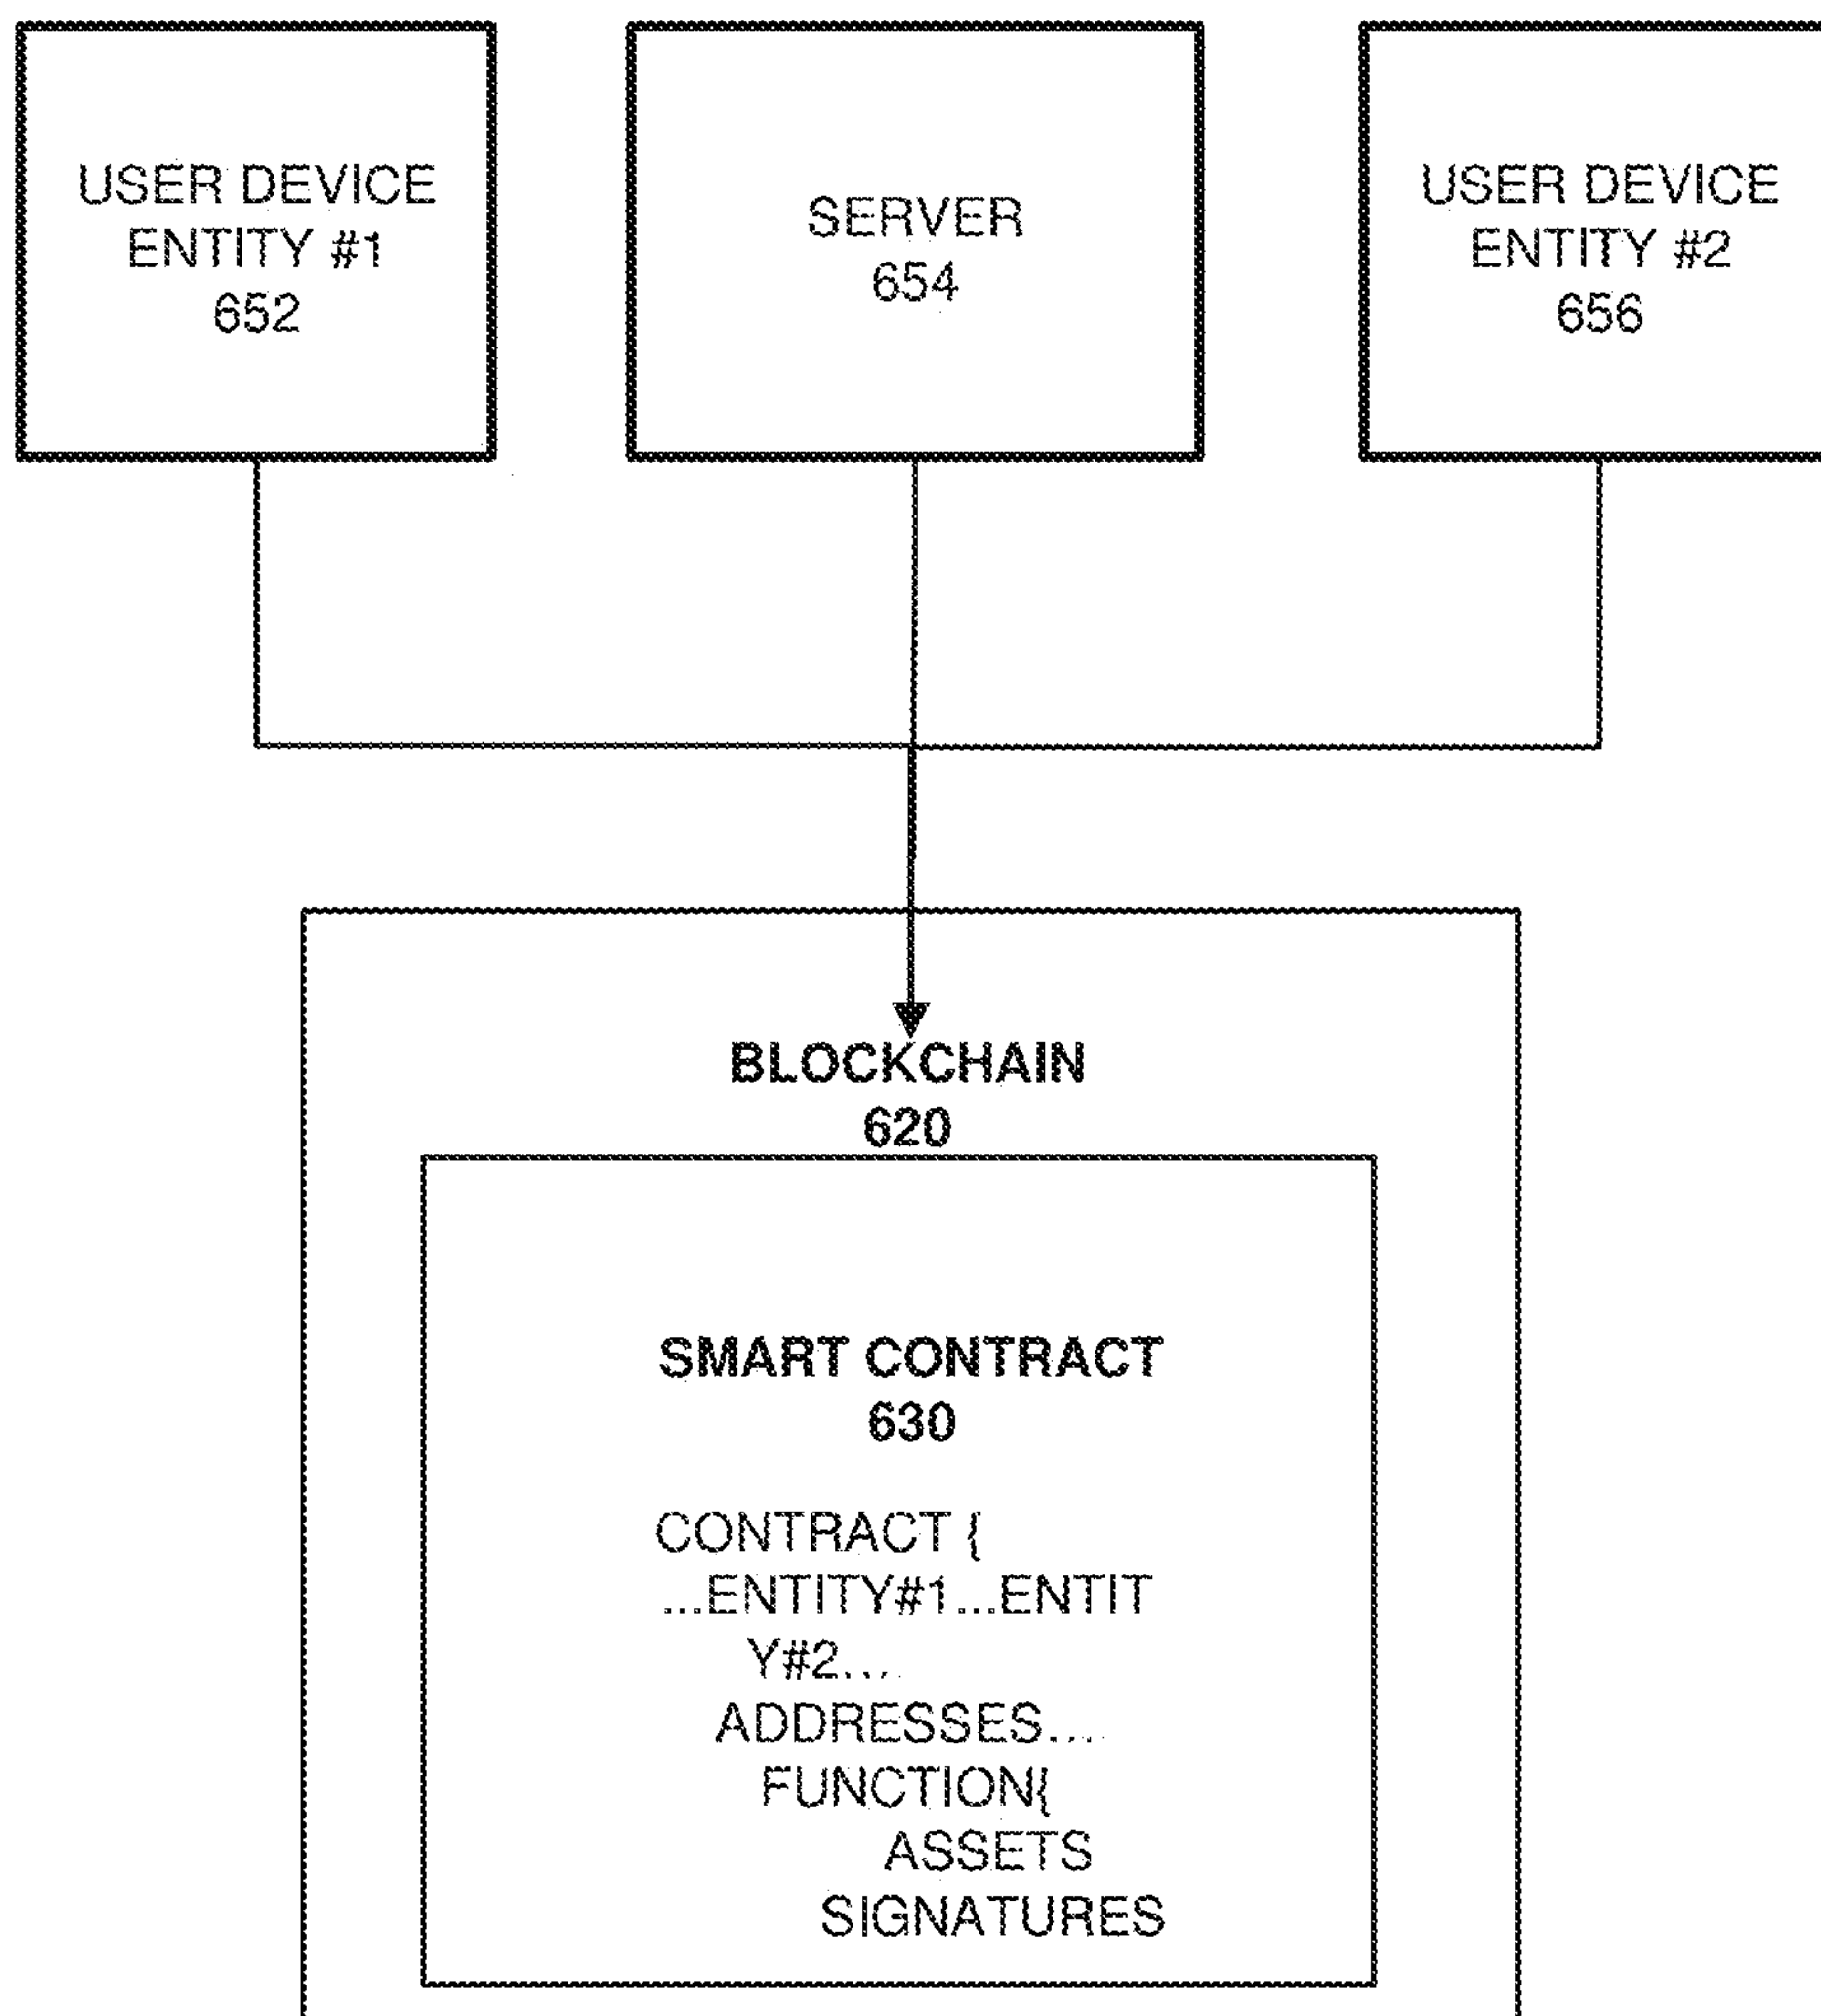 USER DEVICE
ENTITY #1
652
SERVER
654
USER DEVICE
ENTITY #2
656
BLOCKCHAIN
620
SMART CONTRACT
630
CONTRACT {
...ENTITY#1...ENTIT
Y#2....
ADDRESSES....
FUNCTION{
ASSETS
SIGNATURES